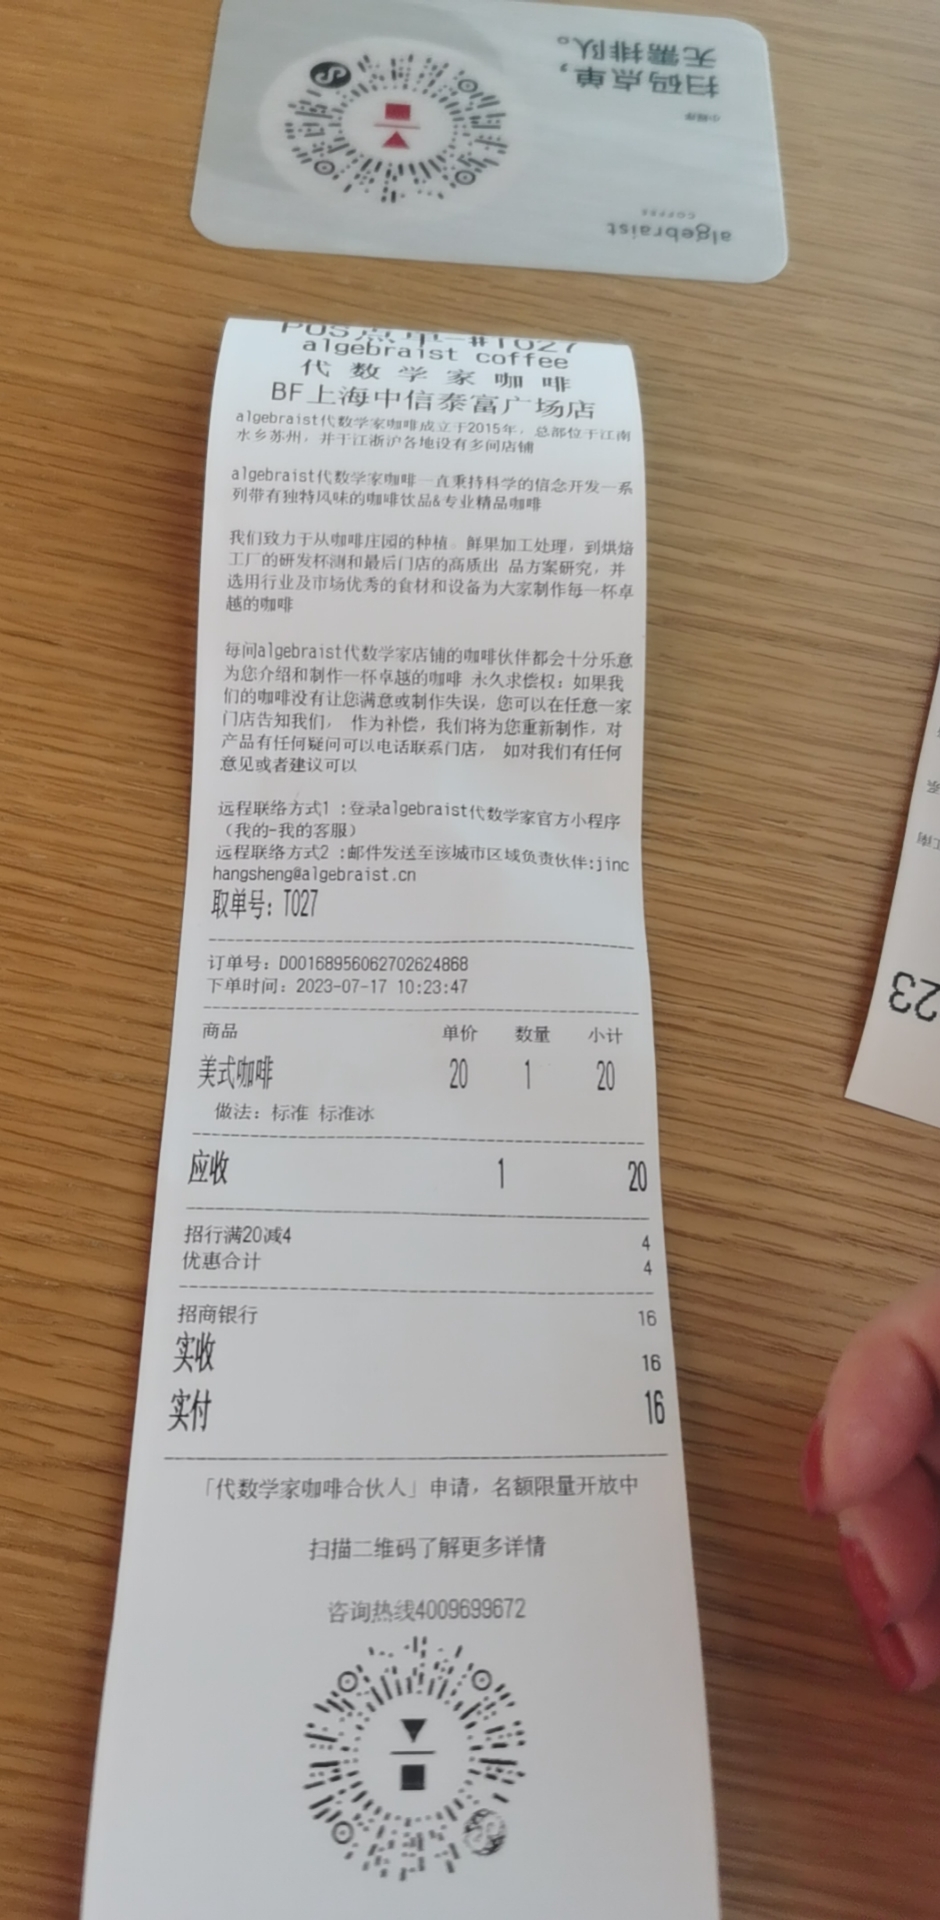 扫码点单，
无需排队。
小程序
algebraist
COFFEE
POS点单-#T027
algebraist coffee
代数学家咖啡
BF上海中信泰富广场店
algebraist代数学家咖啡成立于2015年，总部位于江南
水乡苏州，并于江浙沪各地设有多间店铺
algebraist代数学家咖啡一直秉持科学的信念开发一系
列带有独特风味的咖啡饮品&专业精品咖啡
我们致力于从咖啡庄园的种植。鲜果加工处理，到烘焙
工厂的研发杯测和最后门店的高质出 品方案研究，并
选用行业及市场优秀的食材和设备为大家制作每一杯卓
越的咖啡
每间algebraist代数学家店铺的咖啡伙伴都会十分乐意
为您介绍和制作一杯卓越的咖啡 永久求偿权：如果我
们的咖啡没有让您满意或制作失误，您可以在任意一家
门店告知我们， 作为补偿，我们将为您重新制作，对
产品有任何疑问可以电话联系门店， 如对我们有任何
意见或者建议可以
远程联络方式1 :登录algebraist代数学家官方小程序
（我的-我的客服）
远程联络方式2 :邮件发送至该城市区域负责伙伴:jinc
hangsheng@algebraist.cn
取单号：T027
订单号：D00168956062702624868
下单时间：2023-07-17 10:23:47
商品 单价 数量 小计
美式咖啡 20 1 20
做法：标准 标准冰
应收 1 20
招行满20减4 4
优惠合计 4
招商银行 16
实收 16
实付 16
「代数学家咖啡合伙人」申请，名额限量开放中
扫描二维码了解更多详情
咨询热线4009699672
23